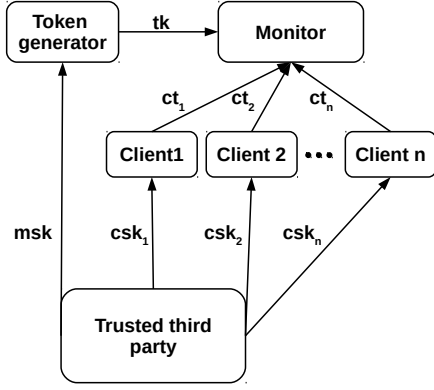 Token
generator
tk
Monitor
ct1
ct2
ctn
Client1
Client 2
Client n
msk
csk1
csk2
cskn
Trusted third
party